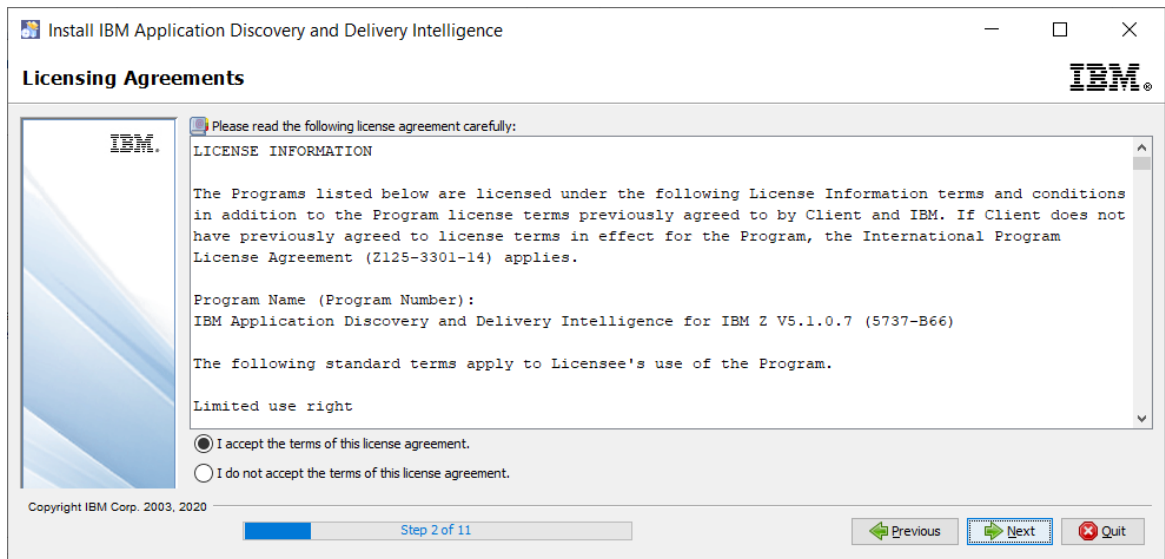 Install IBM Application Discovery and Delivery Intelligence
Licensing Agreements
IBM®
IBM.
Please read the following license agreement carefully:
LICENSE INFORMATION
The Programs listed below are licensed under the following License Information terms and conditions
in addition to the Program license terms previously agreed to by Client and IBM. If Client does not
have previously agreed to license terms in effect for the Program, the International Program
License Agreement (Z125-3301-14) applies.
Program Name (Program Number):
IBM Application Discovery and Delivery Intelligence for IBM Z V5.1.0.7 (5737-B66)
The following standard terms apply to Licensee's use of the Program.
Limited use right
I accept the terms of this license agreement.
I do not accept the terms of this license agreement.
Copyright IBM Corp. 2003, 2020
Step 2 of 11
Previous
Next
Quit